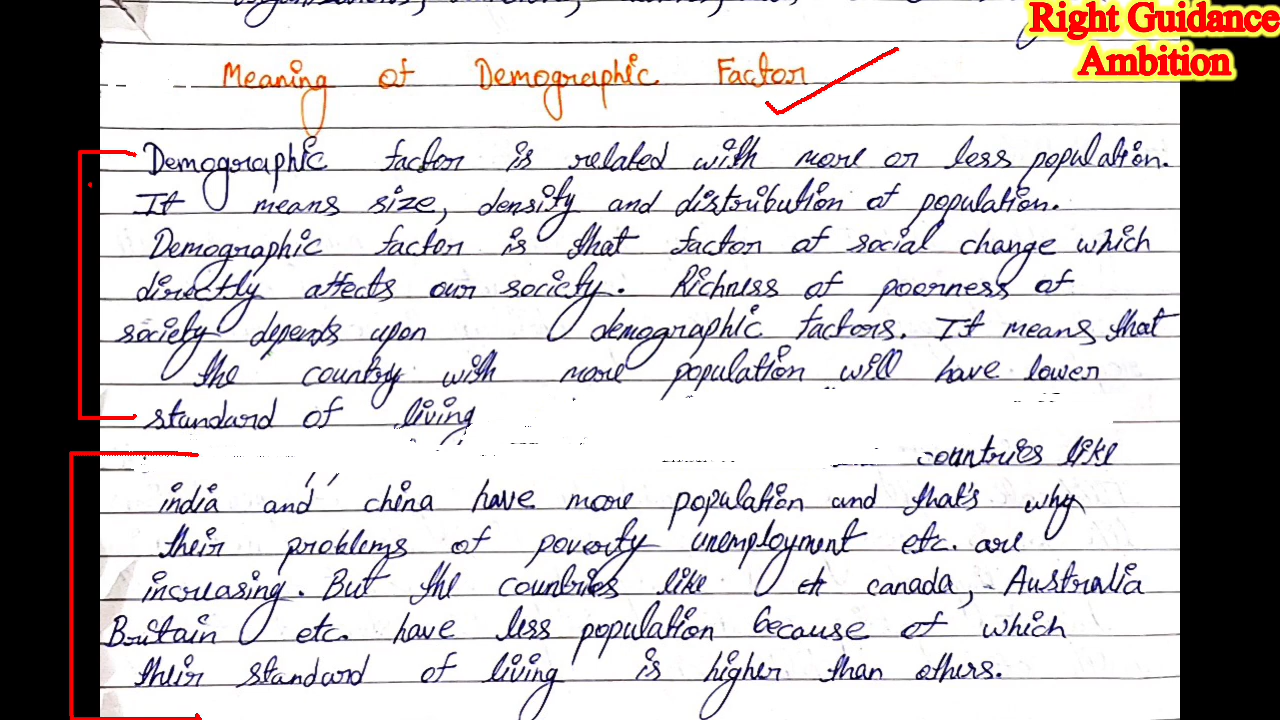 Right Guidance
Ambition
Meaning of Demographic Factor
Demographic factor is related with more or less population.
It means size, density and distribution of population.
Demographic factor is that factor of social change which
directly affects our society. Richness of poorness of
society depends upon demographic factors. It means that
the country with more population will have lower
standard of living
countries like
india and china have more population and that's why
their problems of poverty unemployment etc. are
increasing. But the countries like canada, Australia
Britain etc. have less population because of which
their standard of living is higher than others.